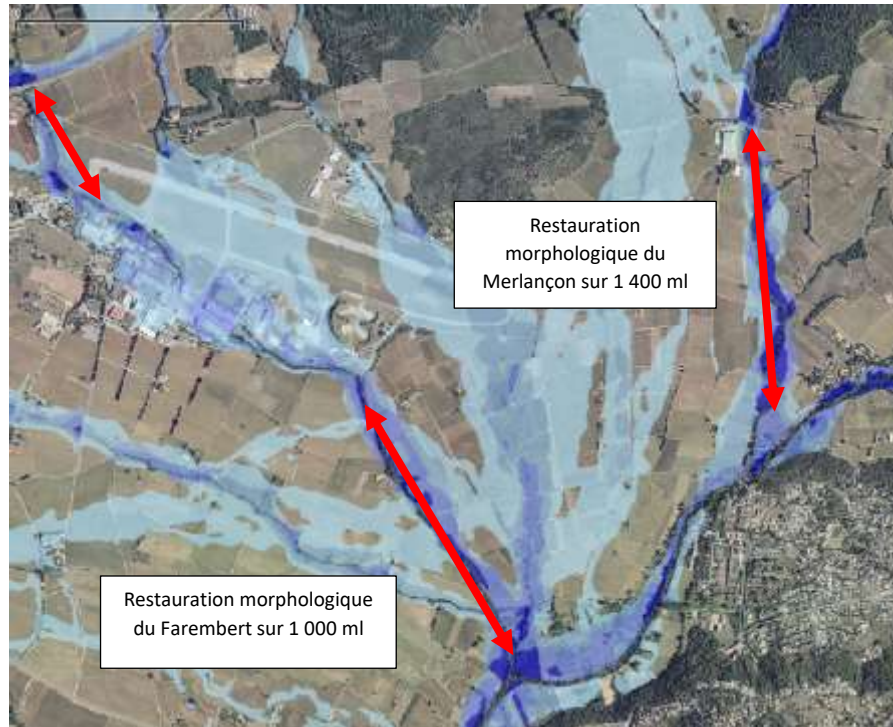 Restauration
morphologique du
Merlançon sur 1 400 ml
Restauration morphologique
du Farembert sur 1 000 ml